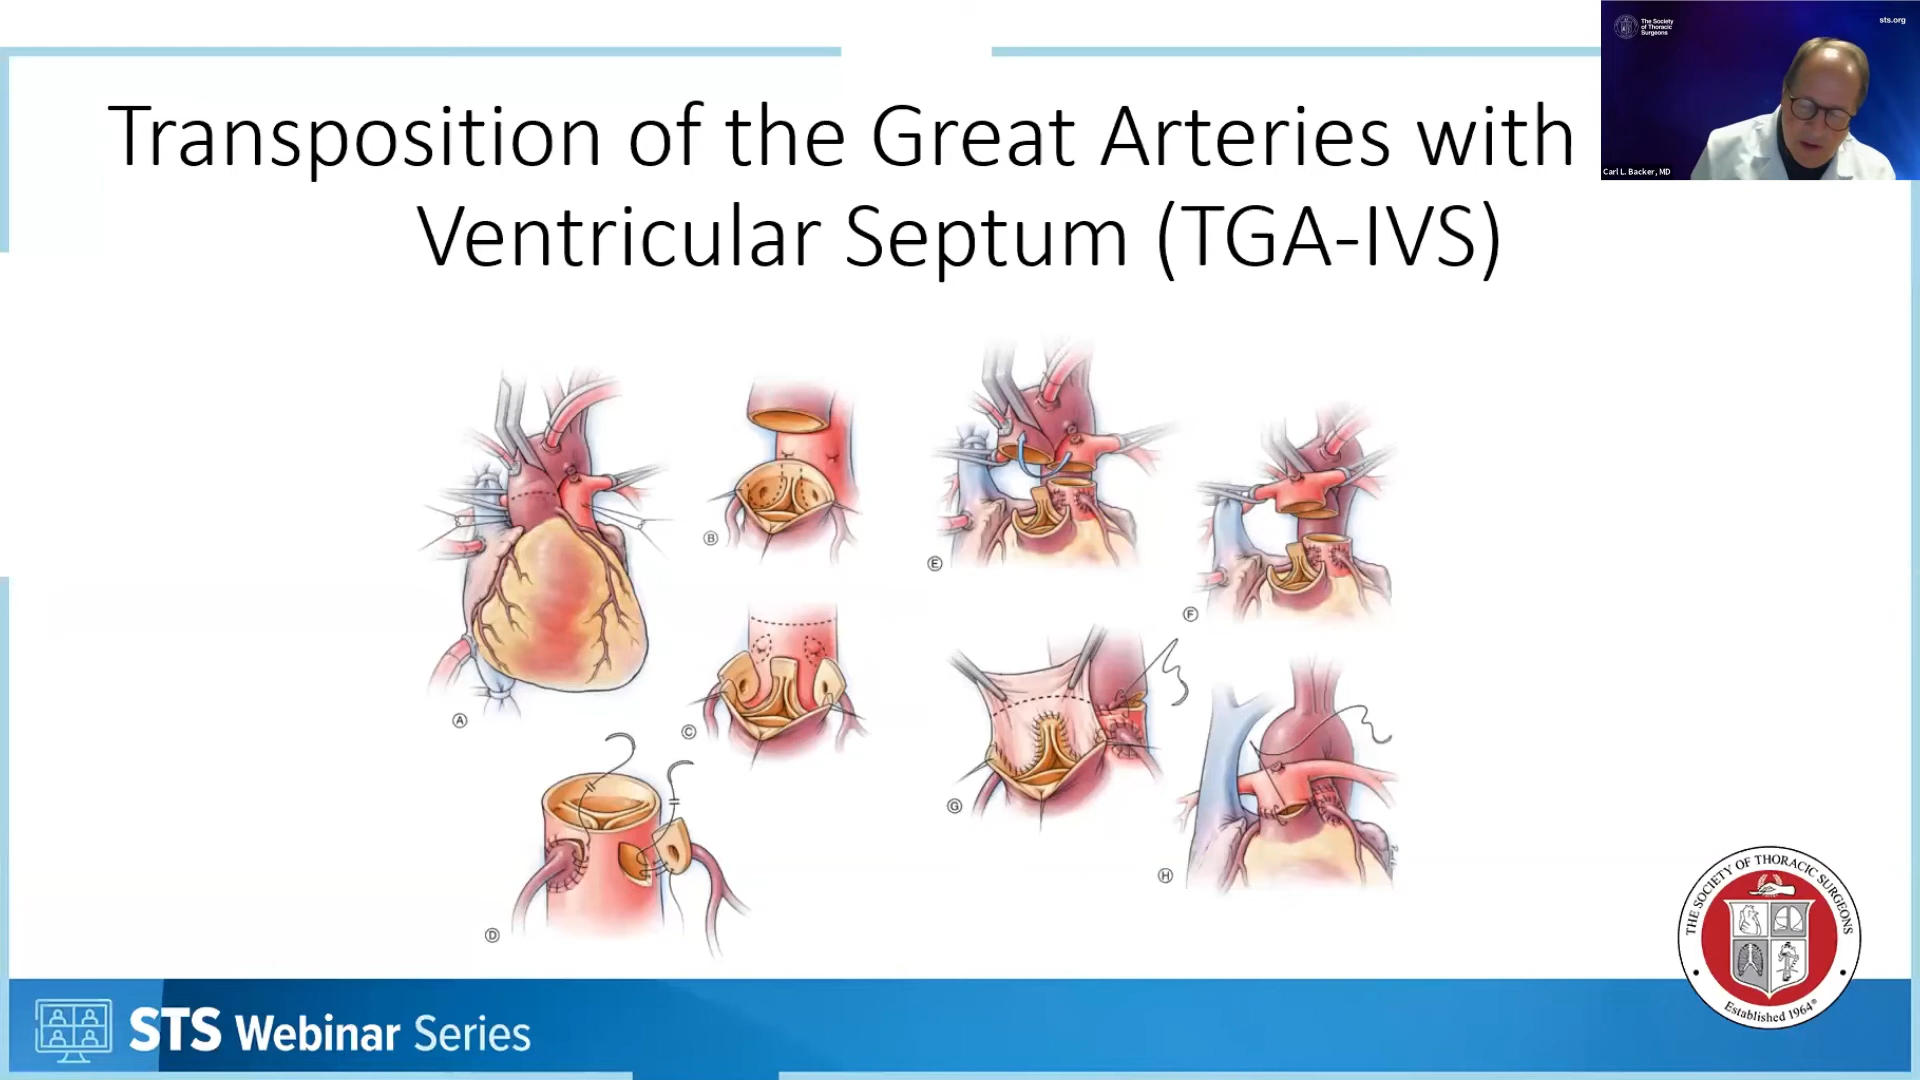 Transposition of the Great Arteries with
Ventricular Septum (TGA-IVS)
The Society
of Thoracic
Surgeons
sts.org
Carl L. Backer, MD
A
B
C
D
E
F
G
H
THE SOCIETY OF THORACIC SURGEONS
Established 1964®
STS Webinar Series